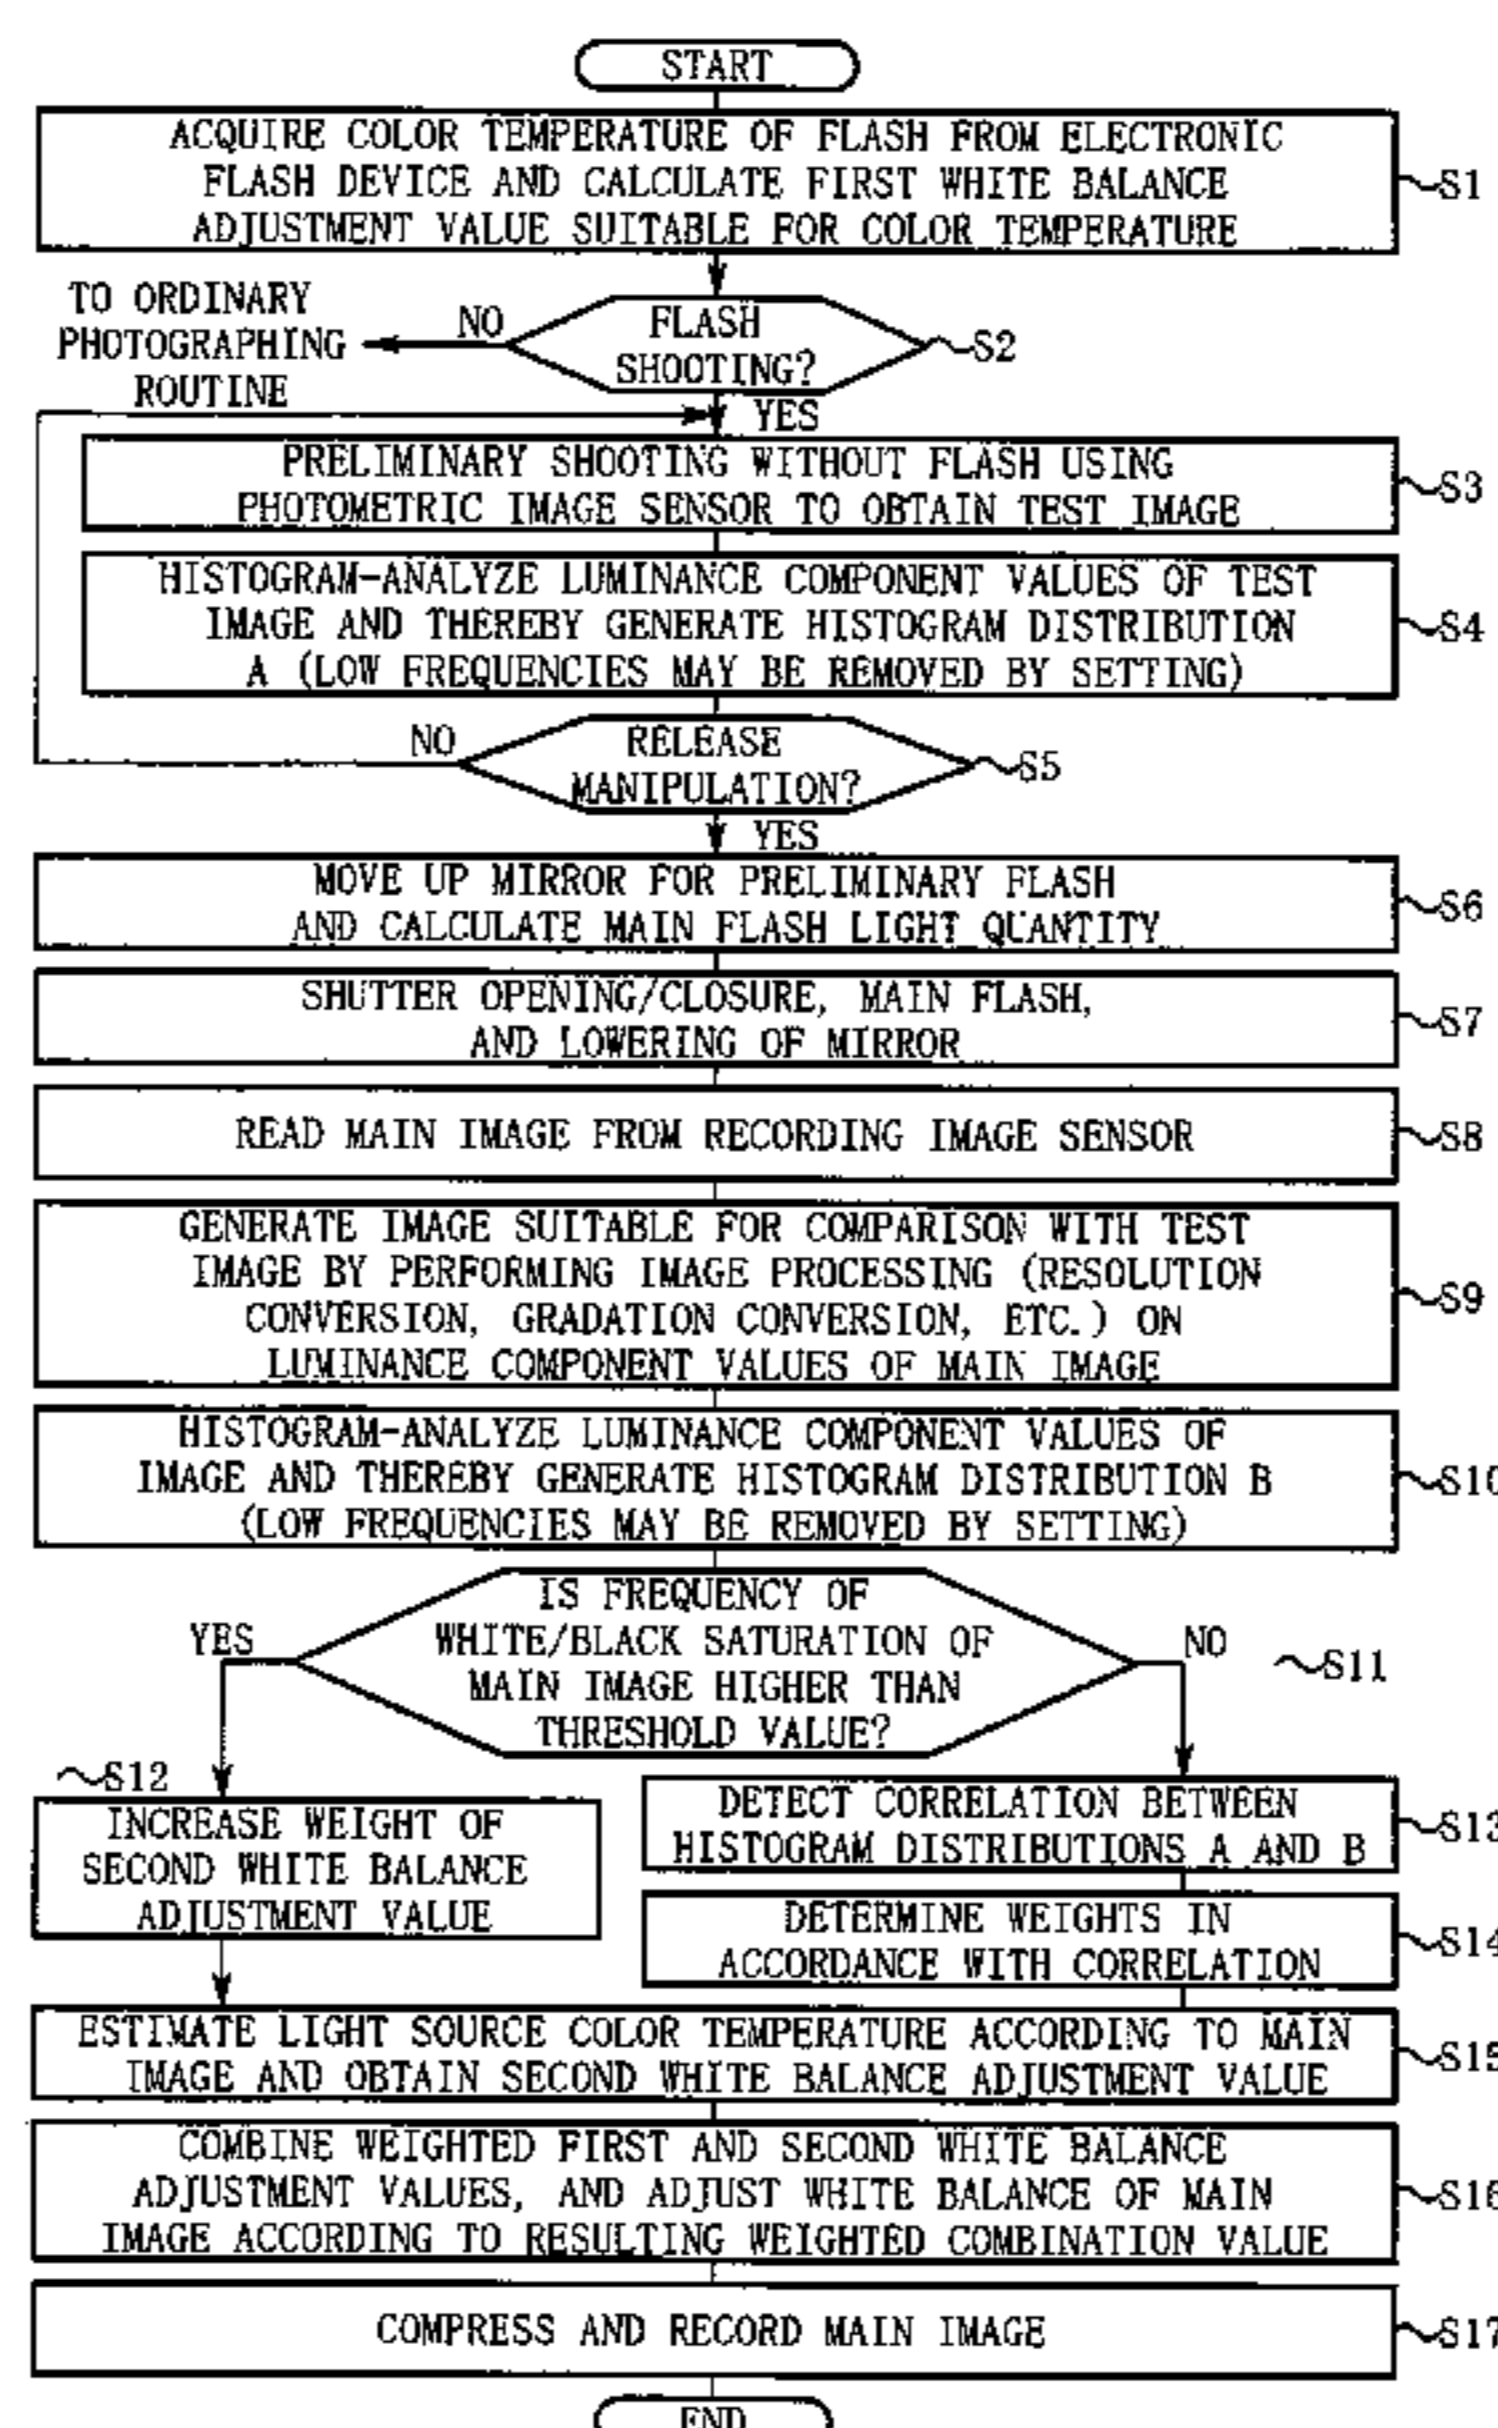 START
ACQUIRE COLOR TEMPERATURE OF FLASH FROM ELECTRONIC
FLASH DEVICE AND CALCULATE FIRST WHITE BALANCE
ADJUSTMENT VALUE SUITABLE FOR COLOR TEMPERATURE
S1
TO ORDINARY
PHOTOGRAPHING
ROUTINE
NO
FLASH
SHOOTING?
S2
YES
PRELIMINARY SHOOTING WITHOUT FLASH USING
PHOTOMETRIC IMAGE SENSOR TO OBTAIN TEST IMAGE
S3
HISTOGRAM-ANALYZE LUMINANCE COMPONENT VALUES OF TEST
IMAGE AND THEREBY GENERATE HISTOGRAM DISTRIBUTION
A (LOW FREQUENCIES MAY BE REMOVED BY SETTING)
S4
NO
RELEASE
MANIPULATION?
S5
YES
MOVE UP MIRROR FOR PRELIMINARY FLASH
AND CALCULATE MAIN FLASH LIGHT QUANTITY
S6
SHUTTER OPENING/CLOSURE, MAIN FLASH,
AND LOWERING OF MIRROR
S7
READ MAIN IMAGE FROM RECORDING IMAGE SENSOR
S8
GENERATE IMAGE SUITABLE FOR COMPARISON WITH TEST
IMAGE BY PERFORMING IMAGE PROCESSING (RESOLUTION
CONVERSION, GRADATION CONVERSION, ETC.) ON
LUMINANCE COMPONENT VALUES OF MAIN IMAGE
S9
HISTOGRAM-ANALYZE LUMINANCE COMPONENT VALUES OF
IMAGE AND THEREBY GENERATE HISTOGRAM DISTRIBUTION B
(LOW FREQUENCIES MAY BE REMOVED BY SETTING)
S10
YES
IS FREQUENCY OF
WHITE/BLACK SATURATION OF
MAIN IMAGE HIGHER THAN
THRESHOLD VALUE?
NO
S11
S12
INCREASE WEIGHT OF
SECOND WHITE BALANCE
ADJUSTMENT VALUE
DETECT CORRELATION BETWEEN
HISTOGRAM DISTRIBUTIONS A AND B
S13
DETERMINE WEIGHTS IN
ACCORDANCE WITH CORRELATION
S14
ESTIMATE LIGHT SOURCE COLOR TEMPERATURE ACCORDING TO MAIN
IMAGE AND OBTAIN SECOND WHITE BALANCE ADJUSTMENT VALUE
S15
COMBINE WEIGHTED FIRST AND SECOND WHITE BALANCE
ADJUSTMENT VALUES, AND ADJUST WHITE BALANCE OF MAIN
IMAGE ACCORDING TO RESULTING WEIGHTED COMBINATION VALUE
S16
COMPRESS AND RECORD MAIN IMAGE
S17
END